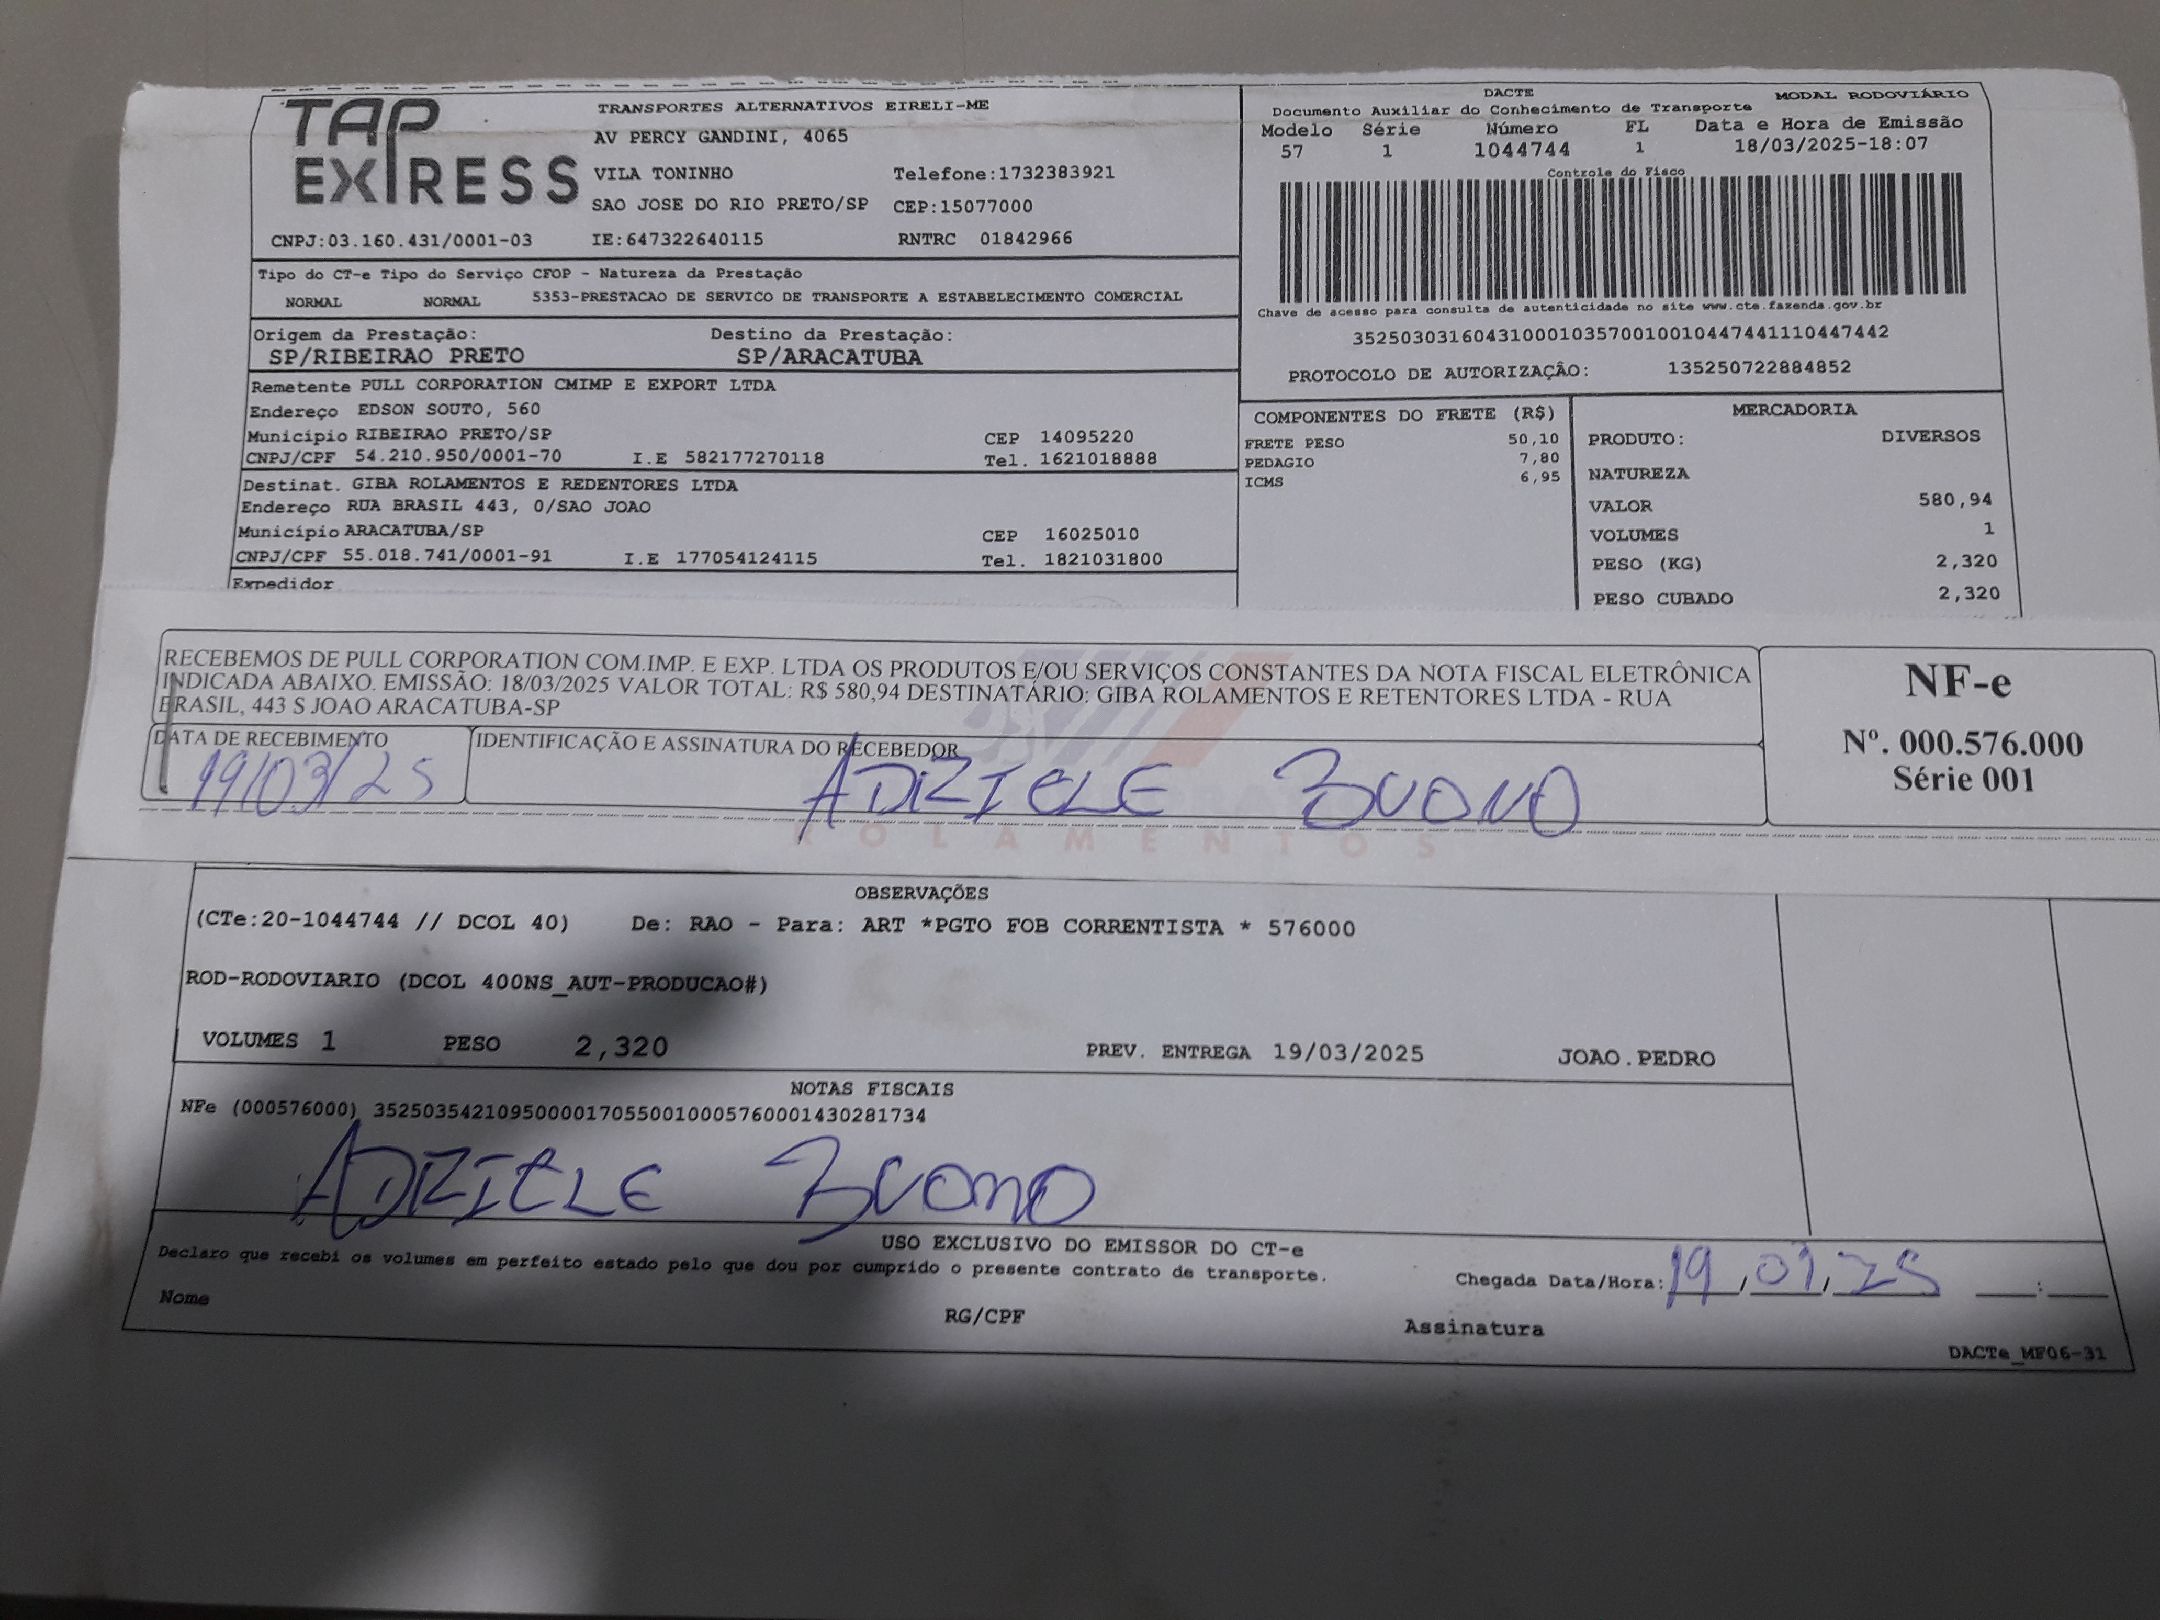 TAP EXPRESS
TRANSPORTES ALTERNATIVOS EIRELI-ME
AV PERCY GANDINI, 4065
VILA TONINHO Telefone:1732383921
SAO JOSE DO RIO PRETO/SP CEP:15077000
CNPJ:03.160.431/0001-03 IE:647322640115 RNTRC 01842966
DACTE MODAL RODOVIÁRIO
Documento Auxiliar do Conhecimento de Transporte
Modelo Série Número FL Data e Hora de Emissão
57 1 1044744 1 18/03/2025-18:07
Controle do Fisco
Chave de acesso para consulta de autenticidade no site www.cte.fazenda.gov.br
35250303160431000103570010010447441110447442
PROTOCOLO DE AUTORIZAÇÃO: 135250722884852
Tipo do CT-e Tipo do Serviço CFOP - Natureza da Prestação
NORMAL NORMAL 5353-PRESTACAO DE SERVICO DE TRANSPORTE A ESTABELECIMENTO COMERCIAL
Origem da Prestação: Destino da Prestação:
SP/RIBEIRAO PRETO SP/ARACATUBA
Remetente PULL CORPORATION CMIMP E EXPORT LTDA
Endereço EDSON SOUTO, 560
Município RIBEIRAO PRETO/SP CEP 14095220
CNPJ/CPF 54.210.950/0001-70 I.E 582177270118 Tel. 1621018888
Destinat. GIBA ROLAMENTOS E REDENTORES LTDA
Endereço RUA BRASIL 443, 0/SAO JOAO
Município ARACATUBA/SP CEP 16025010
CNPJ/CPF 55.018.741/0001-91 I.E 177054124115 Tel. 1821031800
Expedidor
COMPONENTES DO FRETE (R$)
FRETE PESO 50,10
PEDAGIO 7,80
ICMS 6,95
MERCADORIA
PRODUTO: DIVERSOS
NATUREZA
VALOR 580,94
VOLUMES 1
PESO (KG) 2,320
PESO CUBADO 2,320
RECEBEMOS DE PULL CORPORATION COM.IMP. E EXP. LTDA OS PRODUTOS E/OU SERVIÇOS CONSTANTES DA NOTA FISCAL ELETRÔNICA
INDICADA ABAIXO. EMISSÃO: 18/03/2025 VALOR TOTAL: R$ 580,94 DESTINATÁRIO: GIBA ROLAMENTOS E RETENTORES LTDA - RUA
BRASIL, 443 S JOAO ARACATUBA-SP
DATA DE RECEBIMENTO IDENTIFICAÇÃO E ASSINATURA DO RECEBEDOR
19/03/25 ADRIELE BUONO
ROLAMENTOS
NF-e
Nº. 000.576.000
Série 001
OBSERVAÇÕES
(CTe:20-1044744 // DCOL 40) De: RAO - Para: ART *PGTO FOB CORRENTISTA * 576000
ROD-RODOVIARIO (DCOL 400NS_AUT-PRODUCAO#)
VOLUMES 1 PESO 2,320 PREV. ENTREGA 19/03/2025 JOAO.PEDRO
NOTAS FISCAIS
NFe (000576000) 35250354210950000170550010005760001430281734
ADRIELE BUONO
USO EXCLUSIVO DO EMISSOR DO CT-e
Declaro que recebi os volumes em perfeito estado pelo que dou por cumprido o presente contrato de transporte.
Chegada Data/Hora: 19, 03, 25 __:__
Nome RG/CPF Assinatura
DACTe_MF06-31